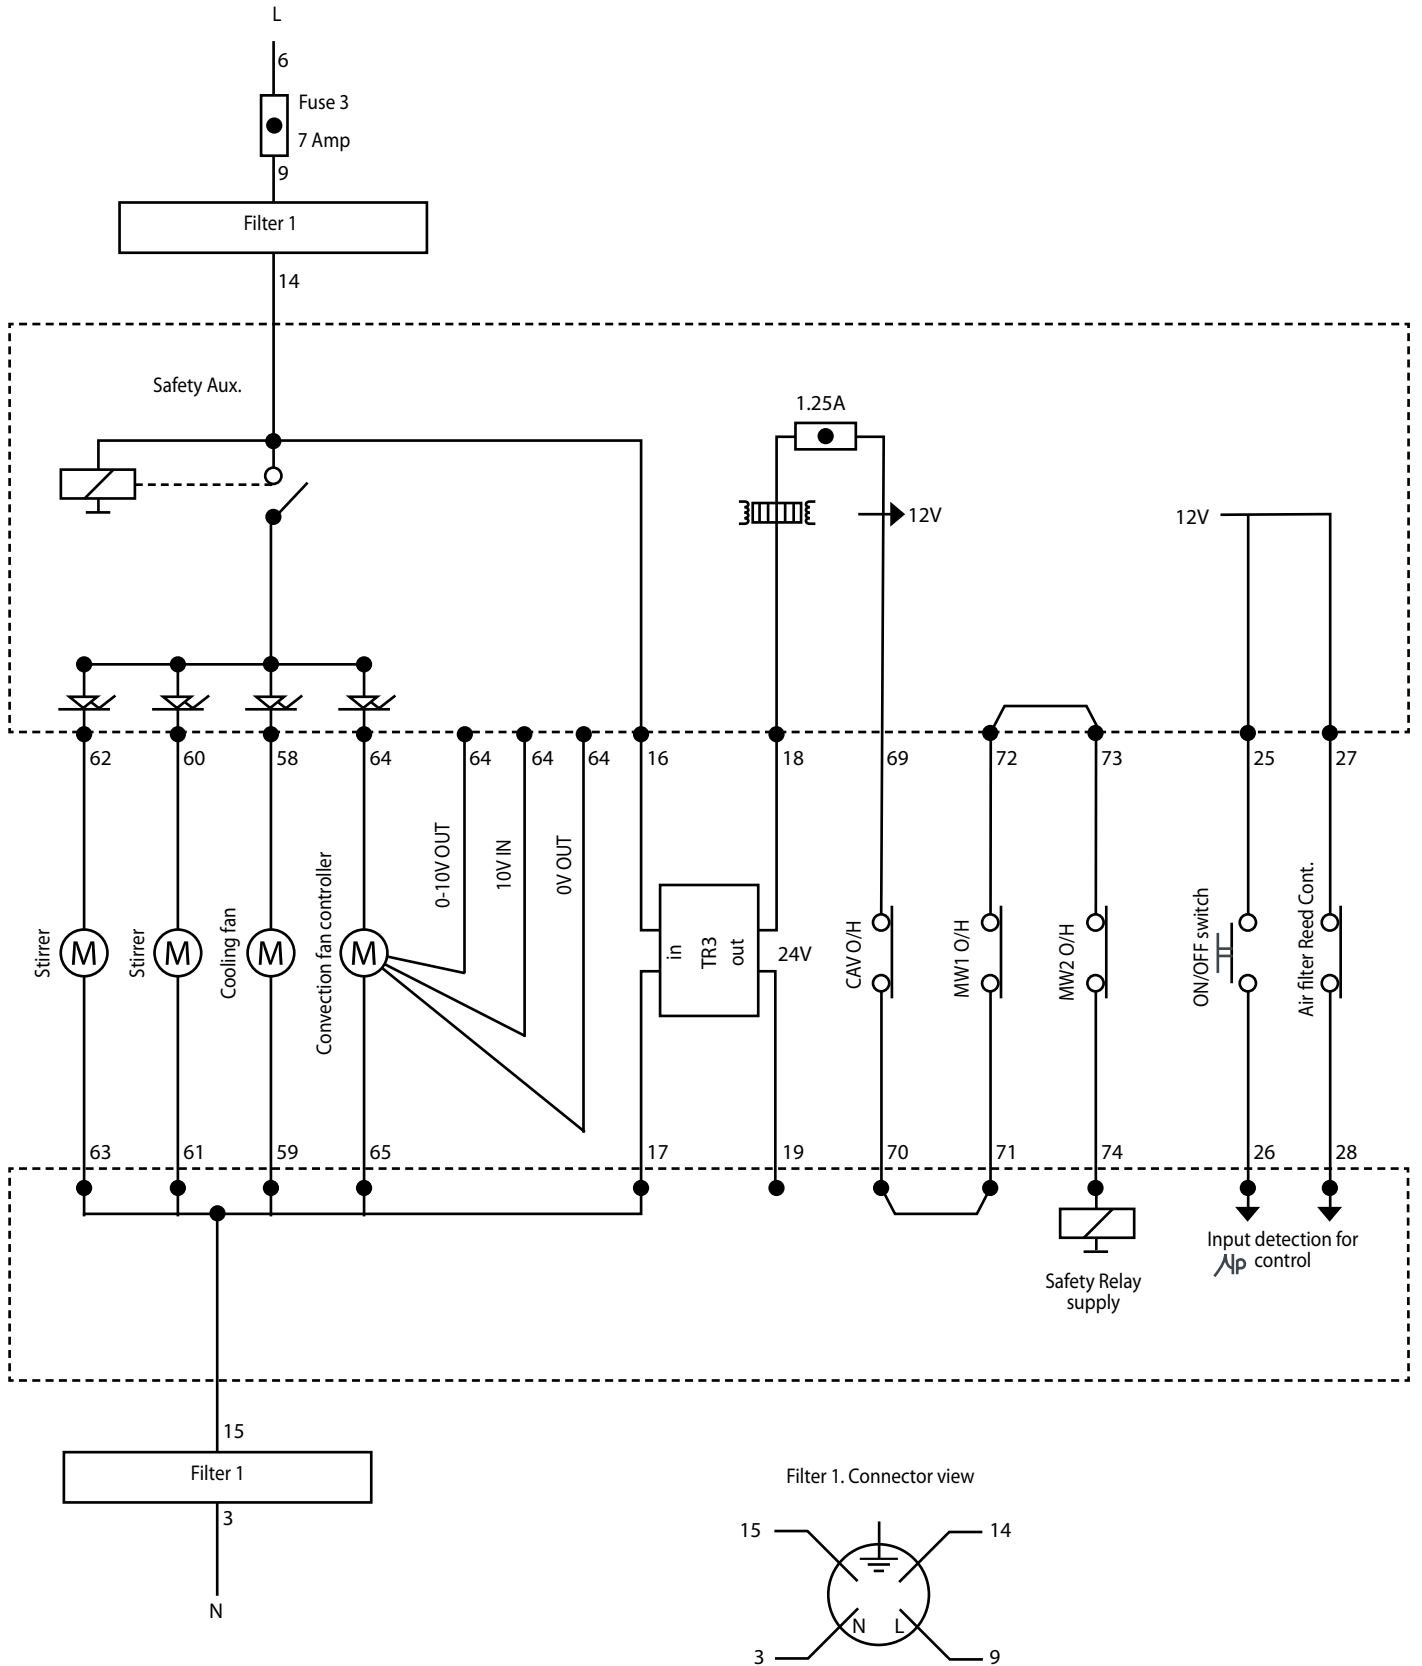 L
6
Fuse 3
7 Amp
9
Filter 1
14
Safety Aux.
1.25A
12V
12V
62
60
58
64
64
64
64
16
18
69
72
73
25
27
Stirrer
Stirrer
Cooling fan
Convection fan controller
0-10V OUT
10V IN
0V OUT
M
M
M
M
in
TR3
out
24V
CAV O/H
MW1 O/H
MW2 O/H
ON/OFF switch
Air filter Reed Cont.
63
61
59
65
17
19
70
71
74
26
28
Input detection for
control
Safety Relay
supply
15
Filter 1
3
N
Filter 1. Connector view
15
14
N
L
3
9